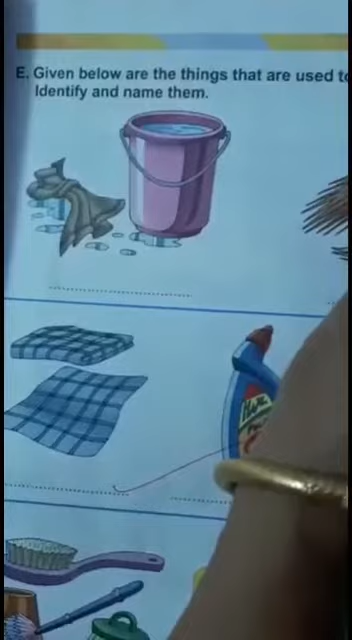 E. Given below are the things that are used to
Identify and name them.